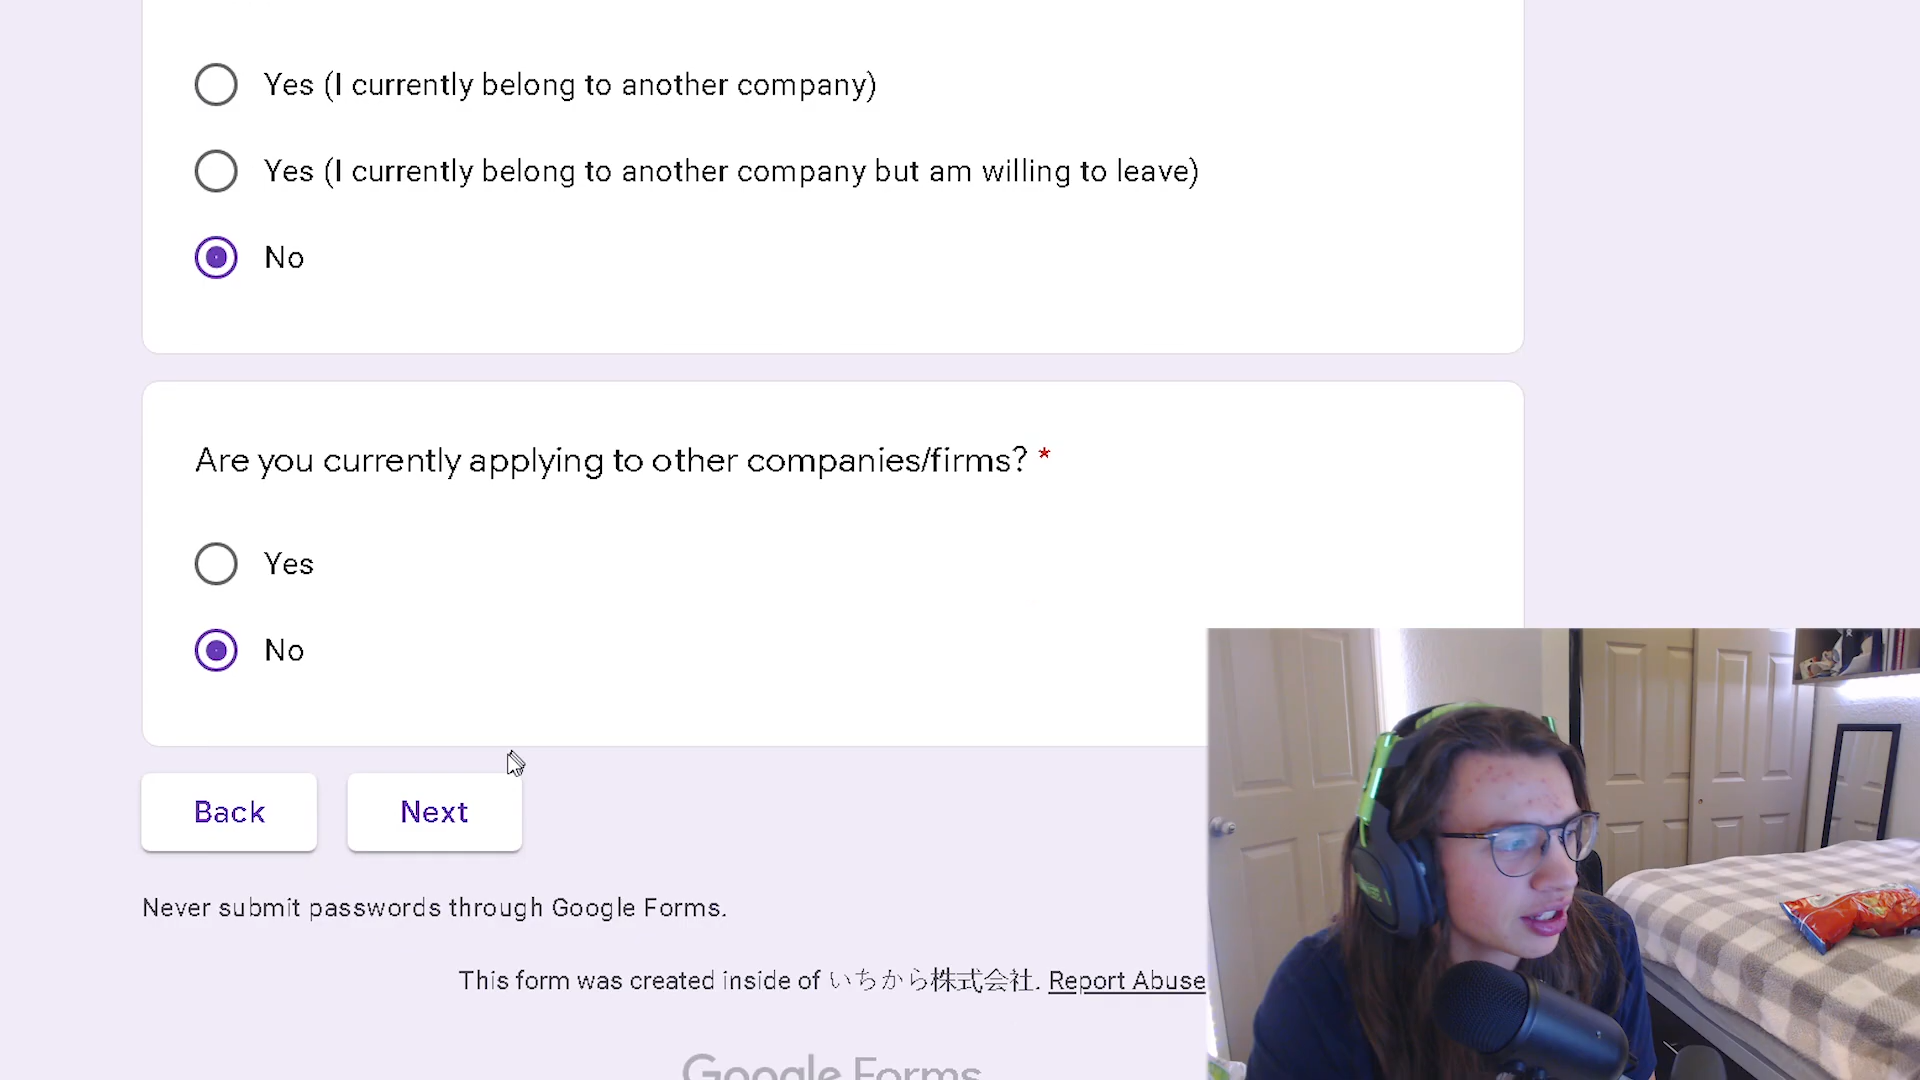 Yes (I currently belong to another company)
Yes (I currently belong to another company but am willing to leave)
No
Are you currently applying to other companies/firms? *
Yes
No
Back
Next
Never submit passwords through Google Forms.
This form was created inside of いちから株式会社. Report Abuse
Google Forms